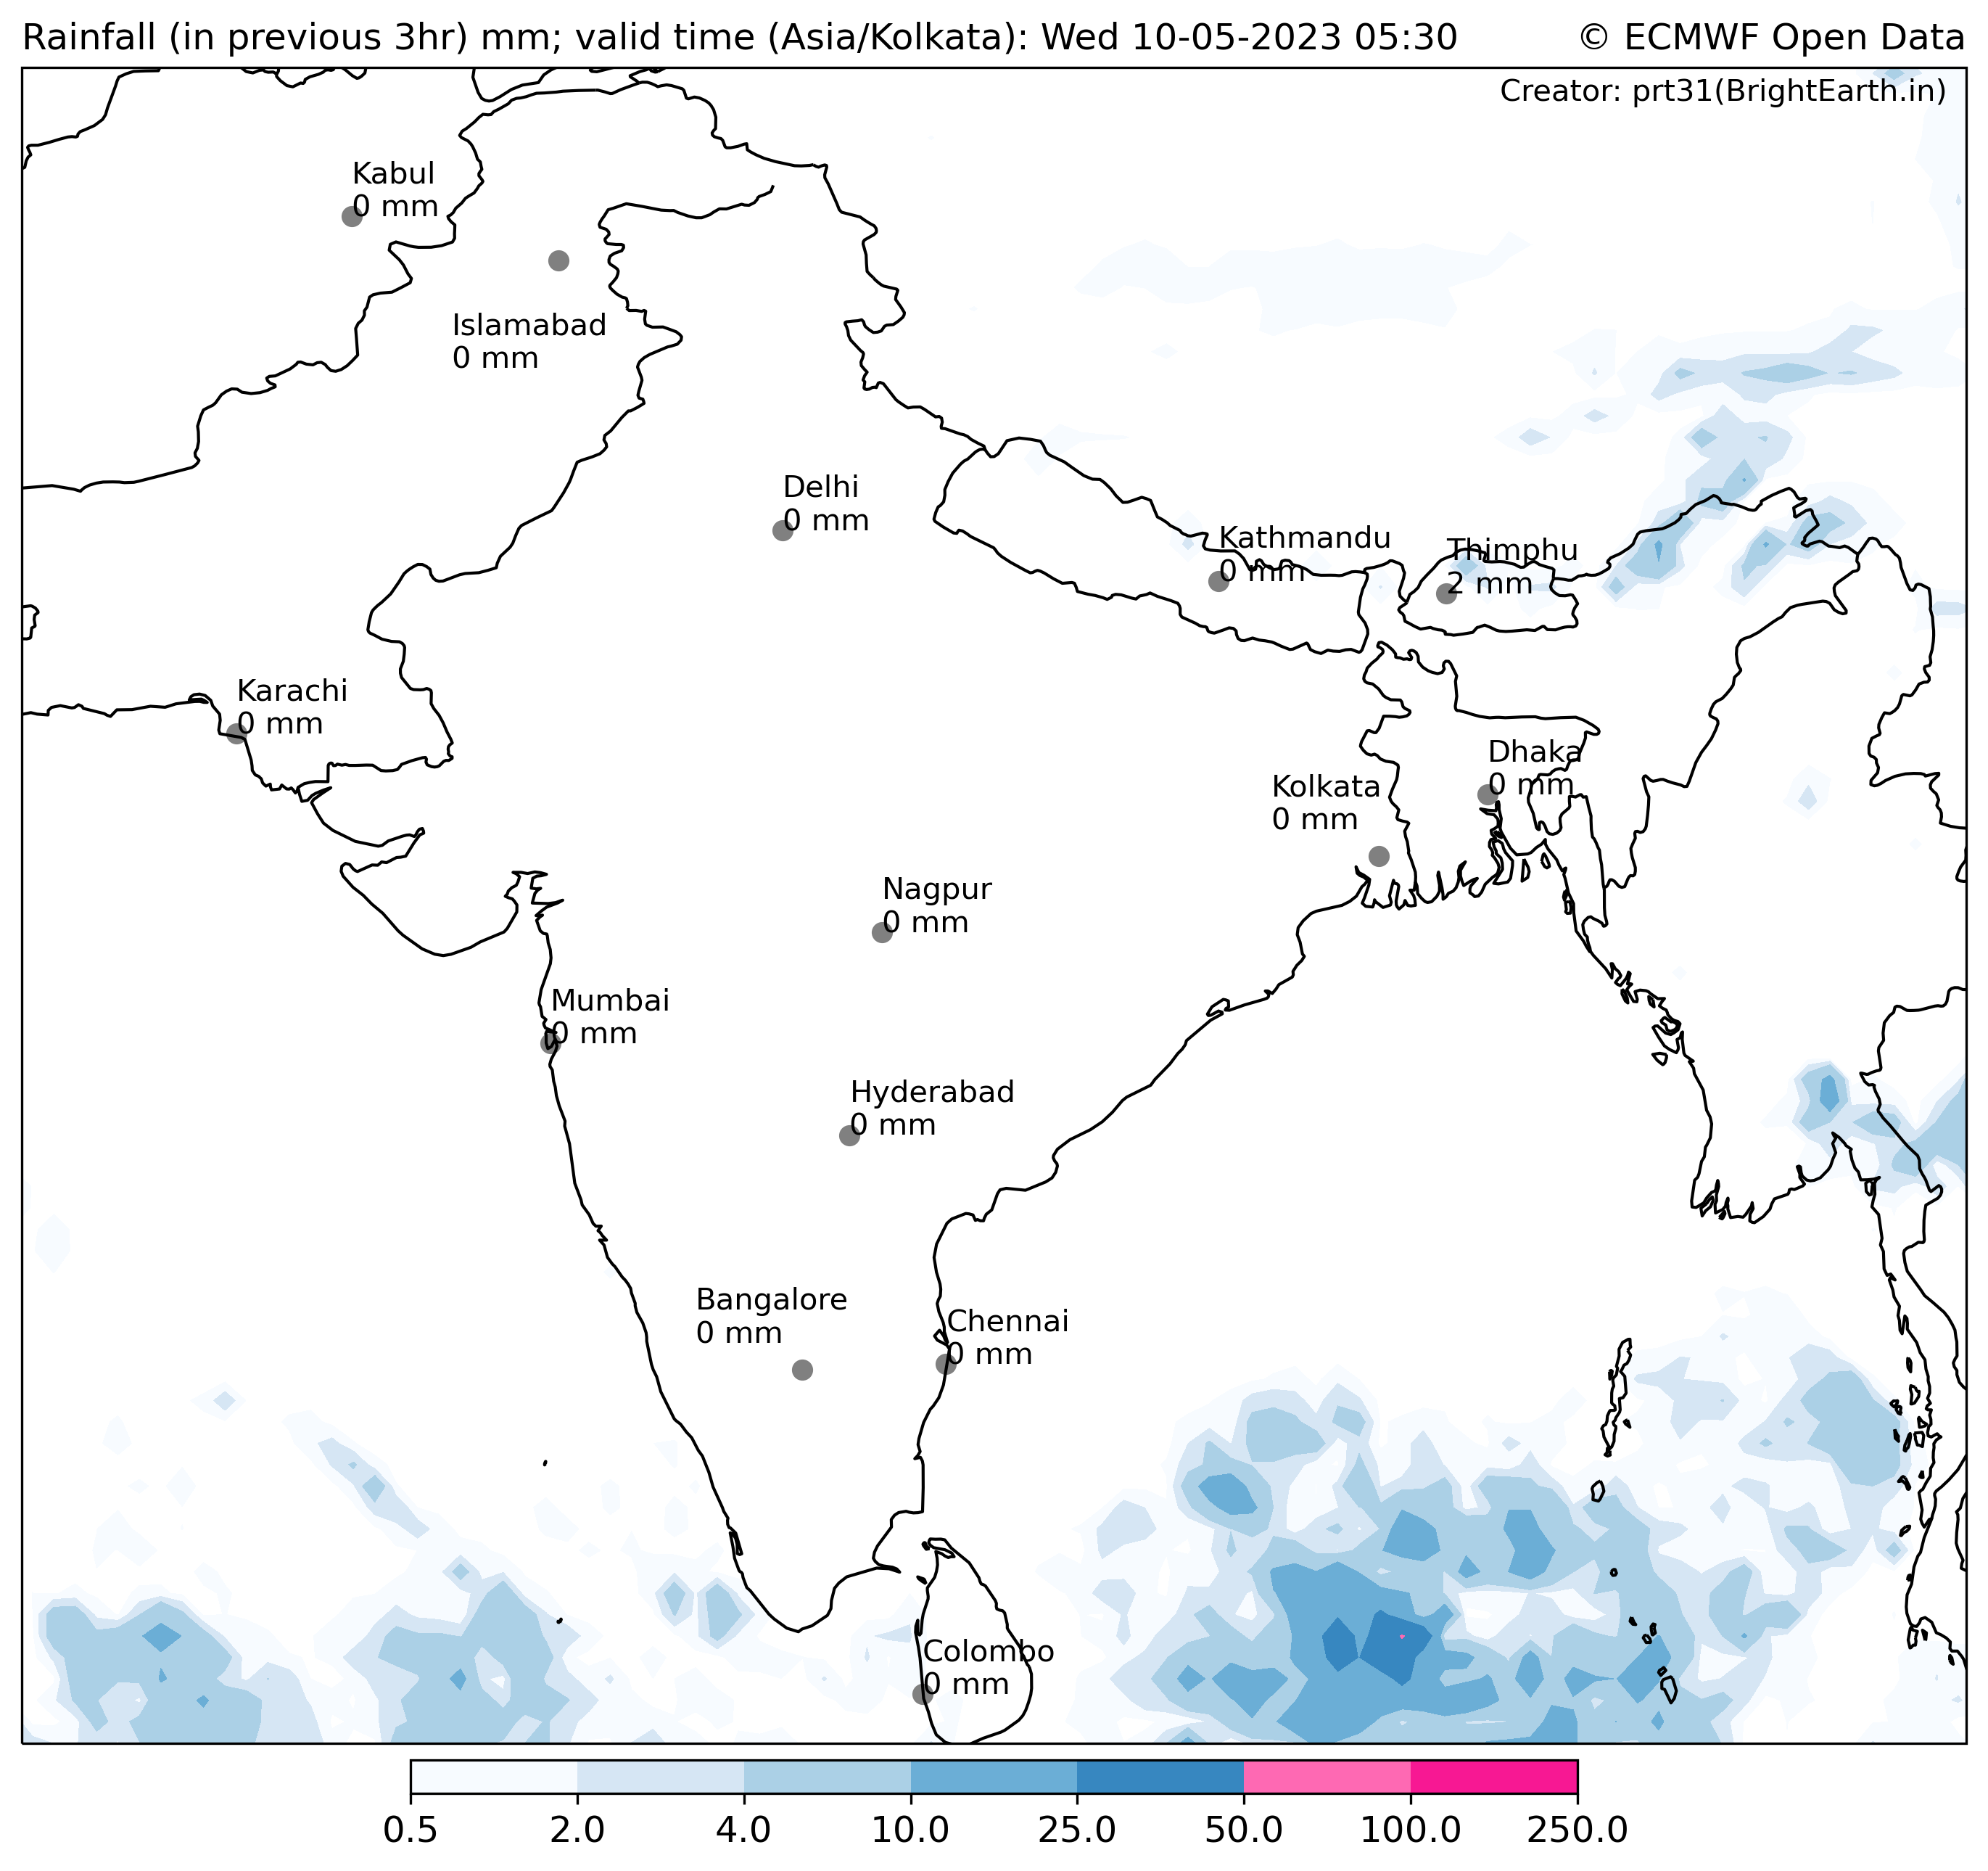 Rainfall (in previous 3hr) mm; valid time (Asia/Kolkata): Wed 10-05-2023 05:30
© ECMWF Open Data
Creator: prt31(BrightEarth.in)
Kabul
0 mm
Islamabad
0 mm
Delhi
0 mm
Kathmandu
0 mm
Thimphu
2 mm
Karachi
0 mm
Dhaka
0 mm
Kolkata
0 mm
Nagpur
0 mm
Mumbai
0 mm
Hyderabad
0 mm
Bangalore
0 mm
Chennai
0 mm
Colombo
0 mm
0.5 2.0 4.0 10.0 25.0 50.0 100.0 250.0